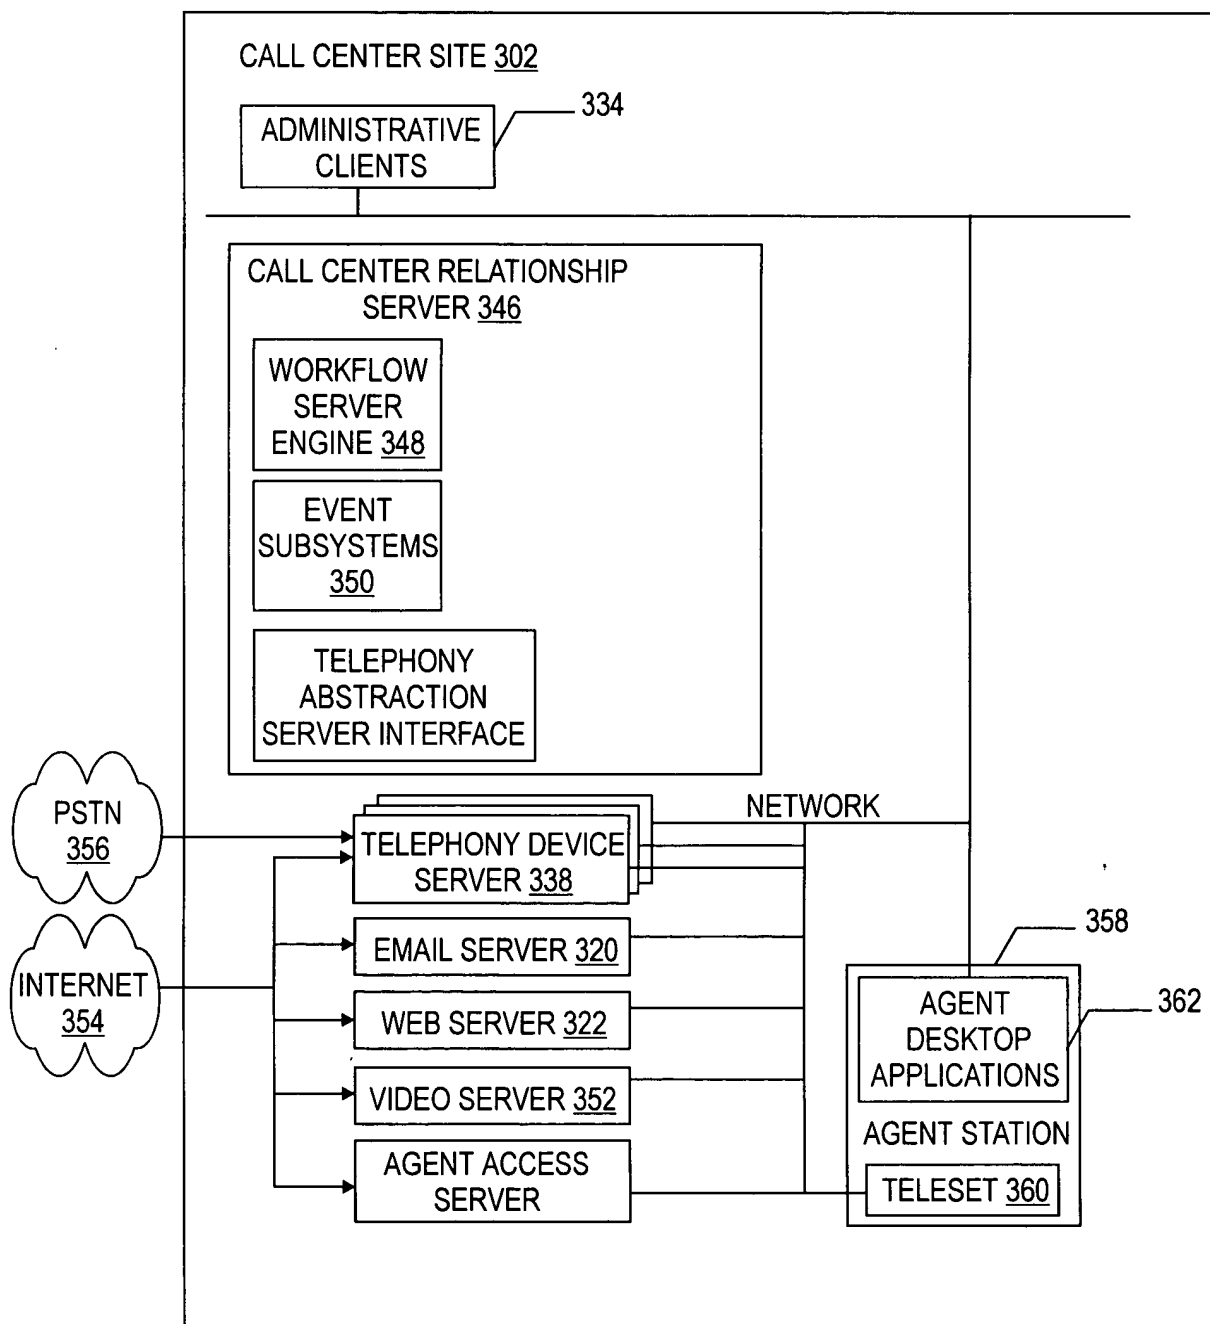 CALL CENTER SITE 302
334
ADMINISTRATIVE
CLIENTS
CALL CENTER RELATIONSHIP
SERVER 346
WORKFLOW
SERVER
ENGINE 348
EVENT
SUBSYSTEMS
350
TELEPHONY
ABSTRACTION
SERVER INTERFACE
PSTN
356
NETWORK
TELEPHONY DEVICE
SERVER 338
INTERNET
354
EMAIL SERVER 320
WEB SERVER 322
VIDEO SERVER 352
AGENT ACCESS
SERVER
358
362
AGENT
DESKTOP
APPLICATIONS
AGENT STATION
TELESET 360